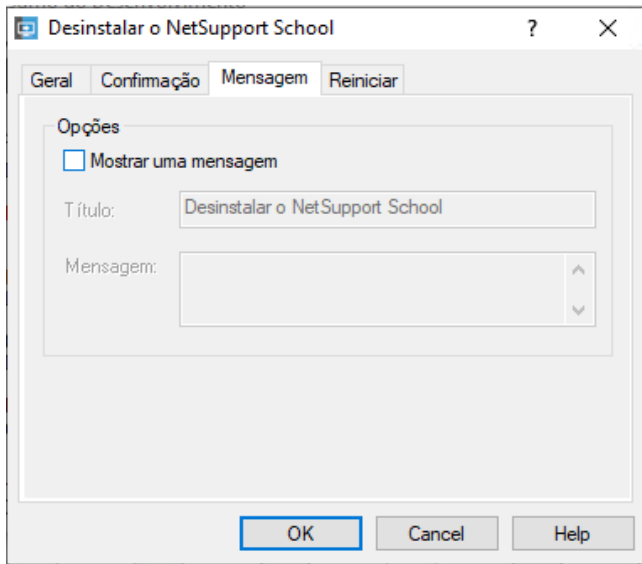 Desinstalar o NetSupport School
Geral Confirmação Mensagem Reiniciar
Opções
Mostrar uma mensagem
Título: Desinstalar o NetSupport School
Mensagem:
OK Cancel Help